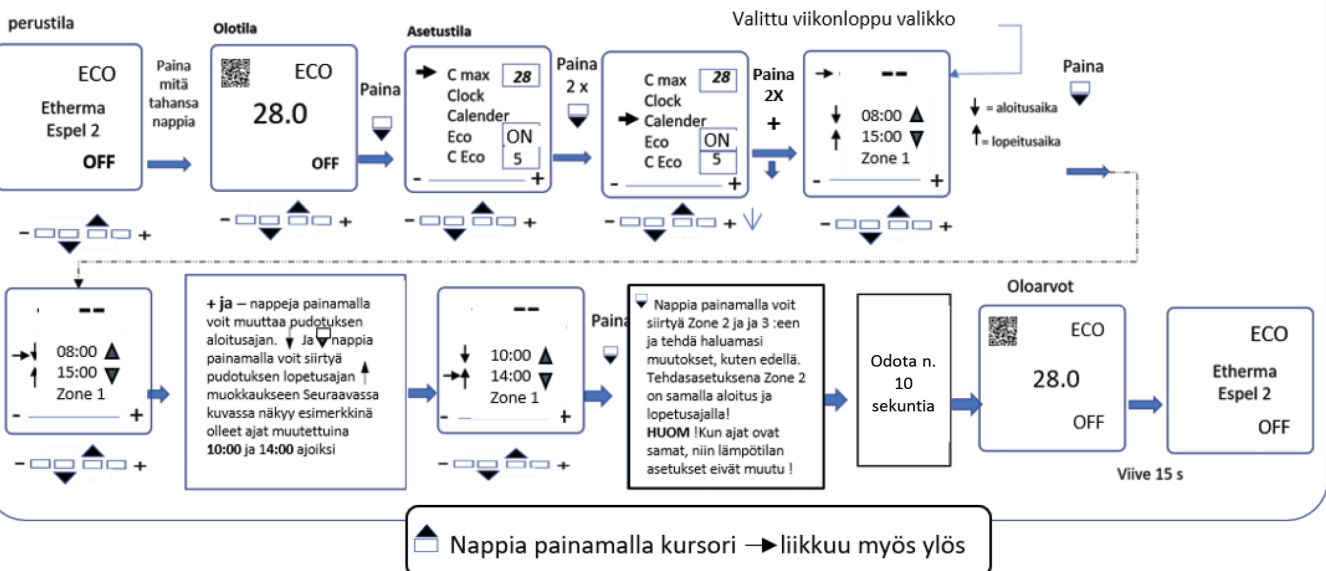 perustila
ECO
Etherma
Espel 2
OFF
Paina
mitä
tahansa
nappia
Olotila
ECO
28.0
OFF
Paina
Asetustila
C max 28
Clock
Calender
Eco ON
C Eco 5
- +
Paina
2 x
C max 28
Clock
Calender
Eco ON
C Eco 5
- +
Paina
2X
+
Valittu viikonloppu valikko
--
08:00
15:00
Zone 1
- +
↓ = aloitusaika
↑ = lopeitusaika
Paina
- +
- +
- +
- +
- +
--
08:00
15:00
Zone 1
- +
- +
+ ja – nappeja painamalla
voit muuttaa pudotuksen
aloitusajan. ↓ Ja nappia
painamalla voit siirtyä
pudotuksen lopetusajan ↑
muokkaukseen Seuraavassa
kuvassa näkyy esimerkkinä
olleet ajat muutettuina
10:00 ja 14:00 ajoiksi
--
10:00
14:00
Zone 1
- +
- +
Paina
Nappia painamalla voit
siirtyä Zone 2 ja ja 3 :een
ja tehdä haluamasi
muutokset, kuten edellä.
Tehdasasetuksena Zone 2
on samalla aloitus ja
lopetusajalla!
HUOM !Kun ajat ovat
samat, niin lämpötilan
asetukset eivät muutu !
Odota n.
10
sekuntia
Oloarvot
ECO
28.0
OFF
Viive 15 s
ECO
Etherma
Espel 2
OFF
Nappia painamalla kursori → liikkuu myös ylös